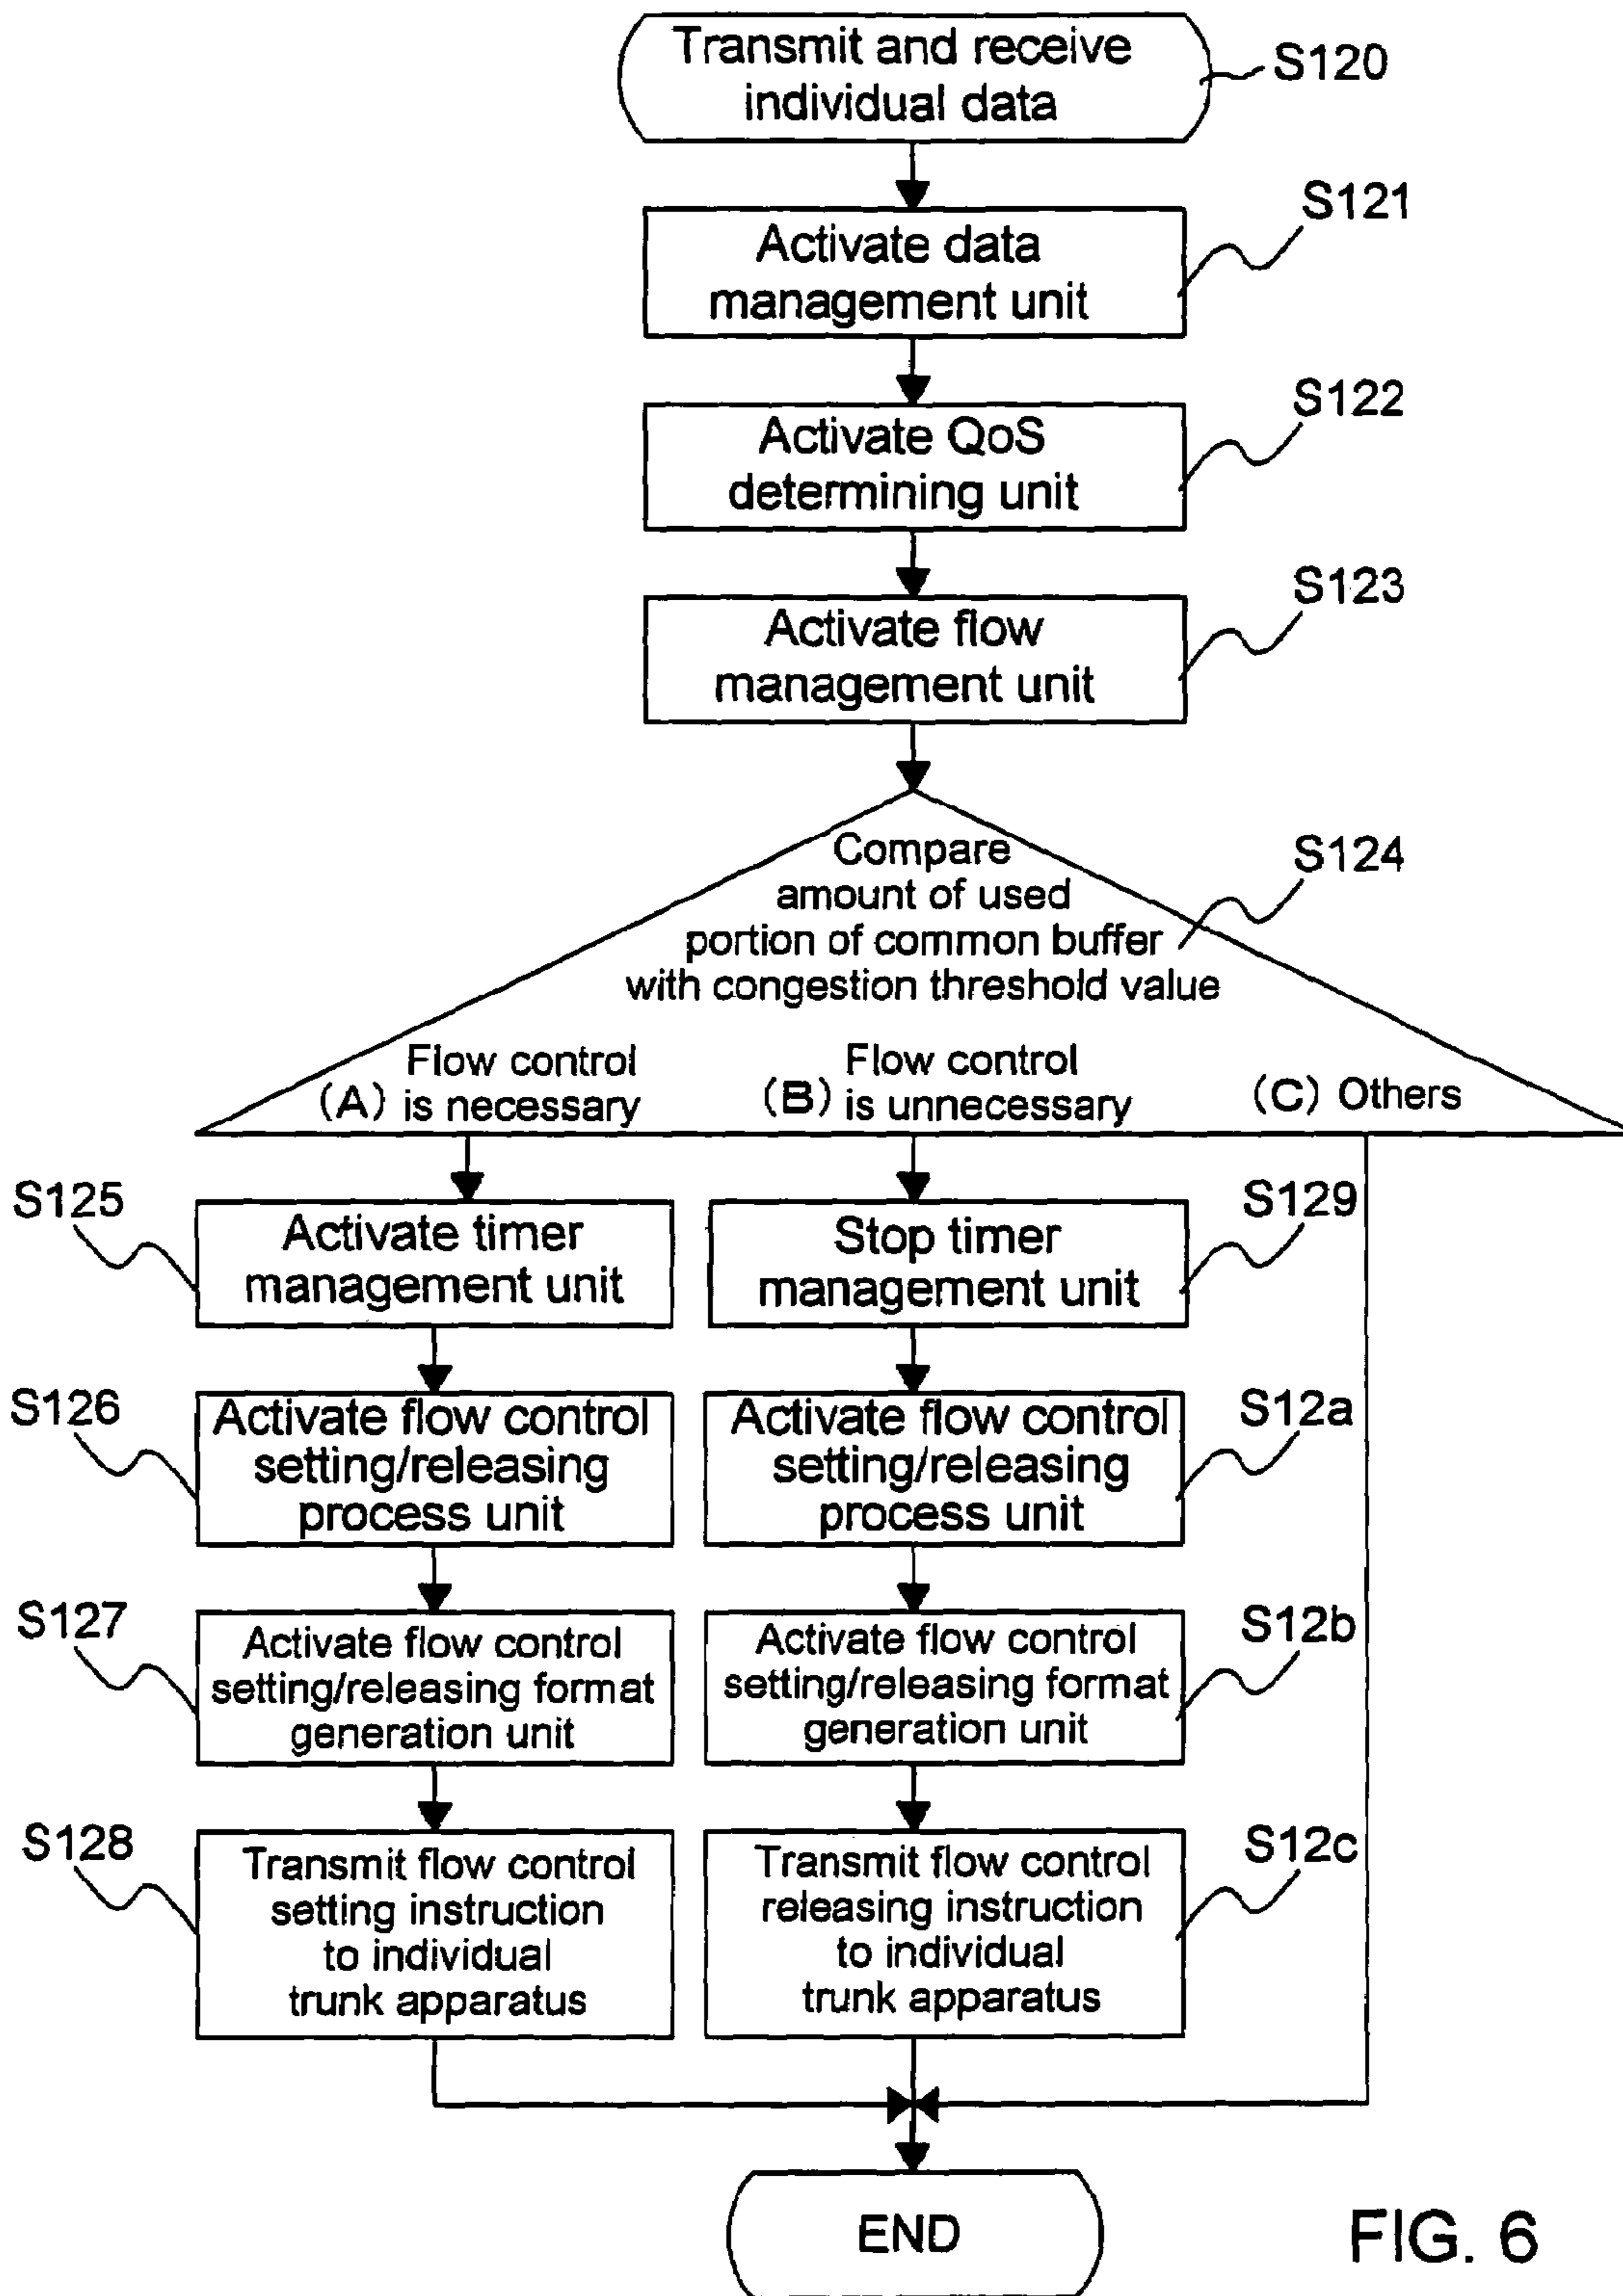 Transmit and receive
individual data
S120
Activate data
management unit
S121
Activate QoS
determining unit
S122
Activate flow
management unit
S123
Compare
amount of used
portion of common buffer
with congestion threshold value
S124
(A) Flow control
is necessary
(B) Flow control
is unnecessary
(C) Others
S125
Activate timer
management unit
Stop timer
management unit
S129
S126
Activate flow control
setting/releasing
process unit
Activate flow control
setting/releasing
process unit
S12a
S127
Activate flow control
setting/releasing format
generation unit
Activate flow control
setting/releasing format
generation unit
S12b
S128
Transmit flow control
setting instruction
to individual
trunk apparatus
Transmit flow control
releasing instruction
to individual
trunk apparatus
S12c
END
FIG. 6